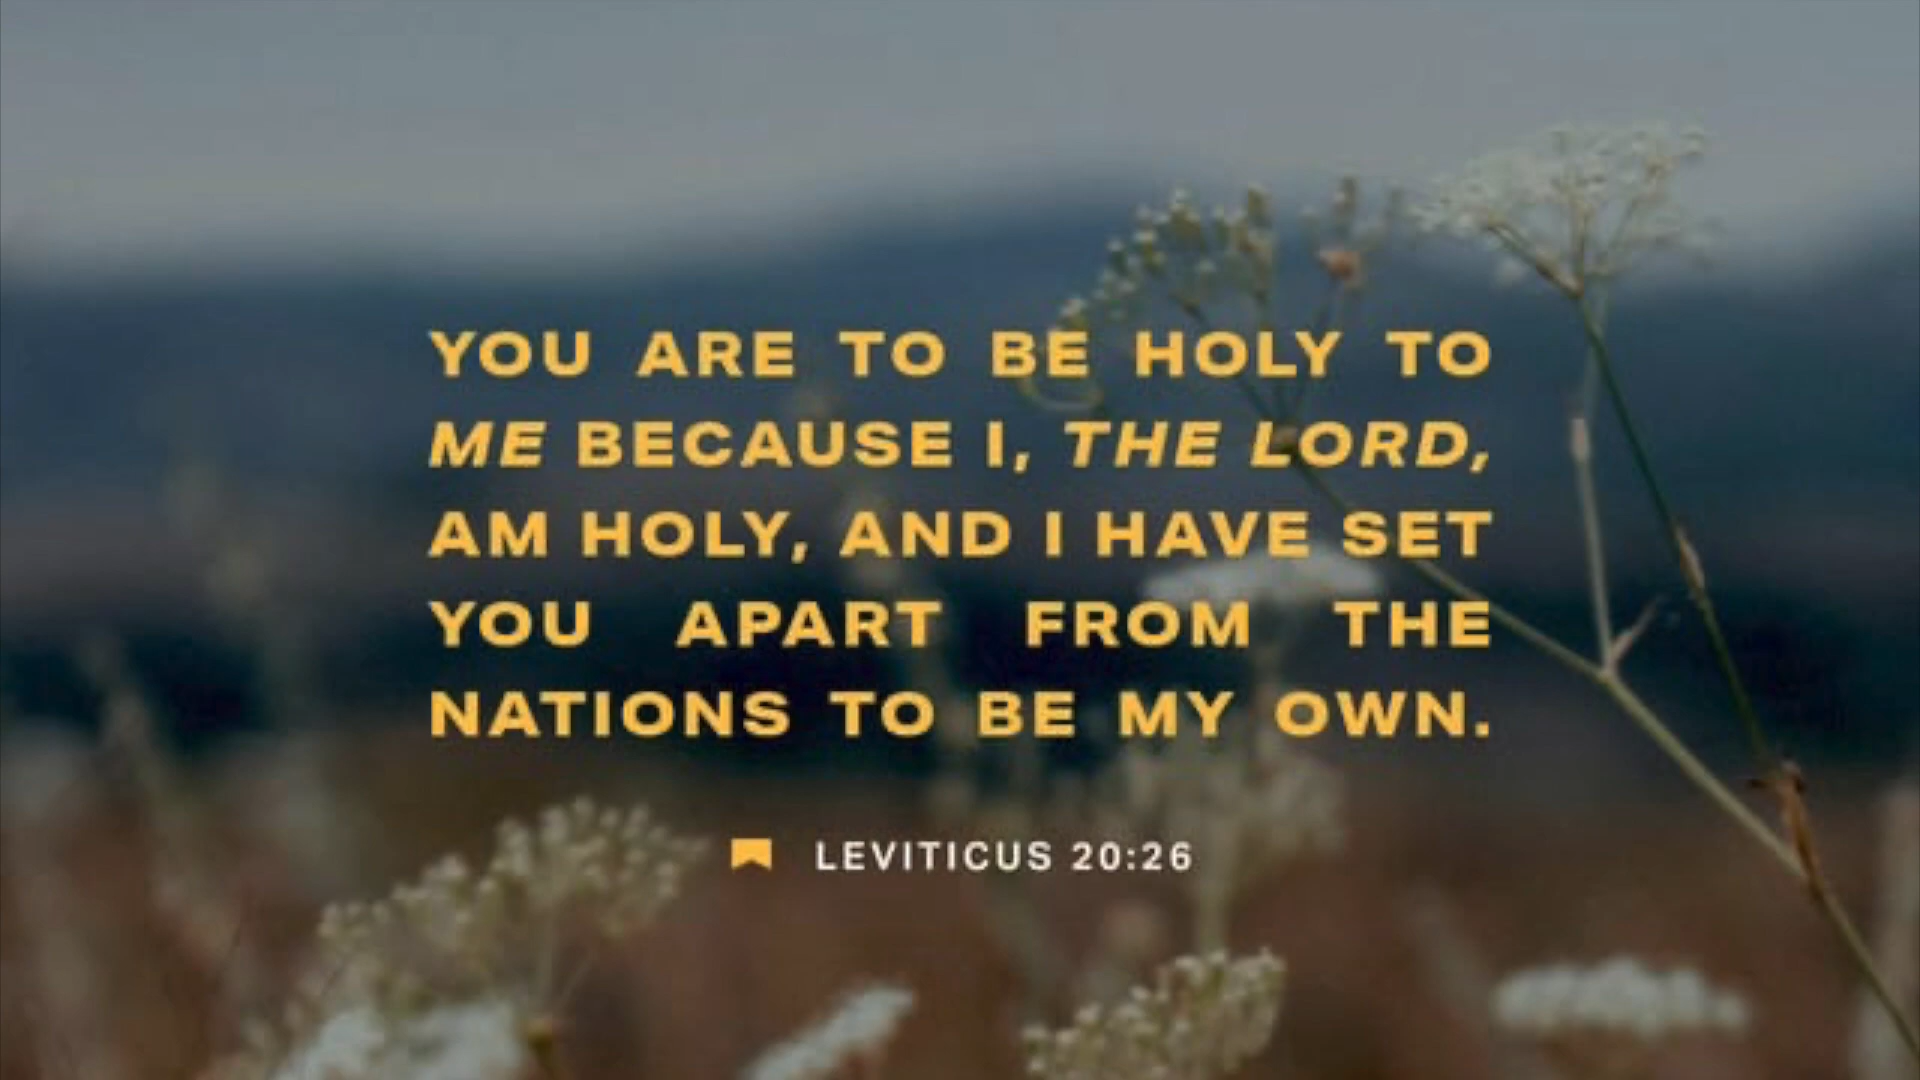 YOU ARE TO BE HOLY TO
ME BECAUSE I, THE LORD,
AM HOLY, AND I HAVE SET
YOU APART FROM THE
NATIONS TO BE MY OWN.
LEVITICUS 20:26